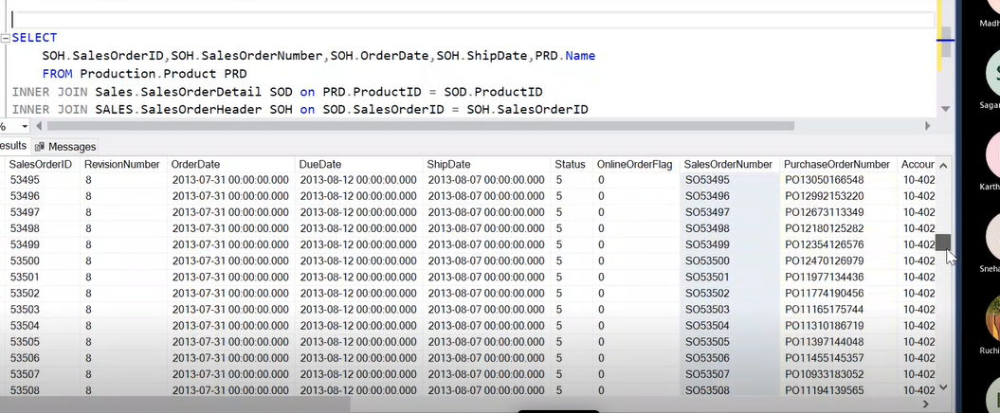 SELECT
SOH.SalesOrderID,SOH.SalesOrderNumber,SOH.OrderDate,SOH.ShipDate,PRD.Name
FROM Production.Product PRD
INNER JOIN Sales.SalesOrderDetail SOD on PRD.ProductID = SOD.ProductID
INNER JOIN SALES.SalesOrderHeader SOH on SOD.SalesOrderID = SOH.SalesOrderID
%
esults Messages
SalesOrderID RevisionNumber OrderDate DueDate ShipDate Status OnlineOrderFlag SalesOrderNumber PurchaseOrderNumber Accour
53495 8 2013-07-31 00:00:00.000 2013-08-12 00:00:00.000 2013-08-07 00:00:00.000 5 0 SO53495 PO13050166548 10-402
53496 8 2013-07-31 00:00:00.000 2013-08-12 00:00:00.000 2013-08-07 00:00:00.000 5 0 SO53496 PO12992153220 10-402
53497 8 2013-07-31 00:00:00.000 2013-08-12 00:00:00.000 2013-08-07 00:00:00.000 5 0 SO53497 PO12673113349 10-402
53498 8 2013-07-31 00:00:00.000 2013-08-12 00:00:00.000 2013-08-07 00:00:00.000 5 0 SO53498 PO12180125282 10-402
53499 8 2013-07-31 00:00:00.000 2013-08-12 00:00:00.000 2013-08-07 00:00:00.000 5 0 SO53499 PO12354126576 10-402
53500 8 2013-07-31 00:00:00.000 2013-08-12 00:00:00.000 2013-08-07 00:00:00.000 5 0 SO53500 PO12470126979 10-402
53501 8 2013-07-31 00:00:00.000 2013-08-12 00:00:00.000 2013-08-07 00:00:00.000 5 0 SO53501 PO11977134436 10-402
53502 8 2013-07-31 00:00:00.000 2013-08-12 00:00:00.000 2013-08-07 00:00:00.000 5 0 SO53502 PO11774190456 10-402
53503 8 2013-07-31 00:00:00.000 2013-08-12 00:00:00.000 2013-08-07 00:00:00.000 5 0 SO53503 PO11165175744 10-402
53504 8 2013-07-31 00:00:00.000 2013-08-12 00:00:00.000 2013-08-07 00:00:00.000 5 0 SO53504 PO11310186719 10-402
53505 8 2013-07-31 00:00:00.000 2013-08-12 00:00:00.000 2013-08-07 00:00:00.000 5 0 SO53505 PO11397144048 10-402
53506 8 2013-07-31 00:00:00.000 2013-08-12 00:00:00.000 2013-08-07 00:00:00.000 5 0 SO53506 PO11455145357 10-402
53507 8 2013-07-31 00:00:00.000 2013-08-12 00:00:00.000 2013-08-07 00:00:00.000 5 0 SO53507 PO10933183052 10-402
53508 8 2013-07-31 00:00:00.000 2013-08-12 00:00:00.000 2013-08-07 00:00:00.000 5 0 SO53508 PO11194139565 10-402
Madh
S
Sagar
Karth
Sneha
Ruchi